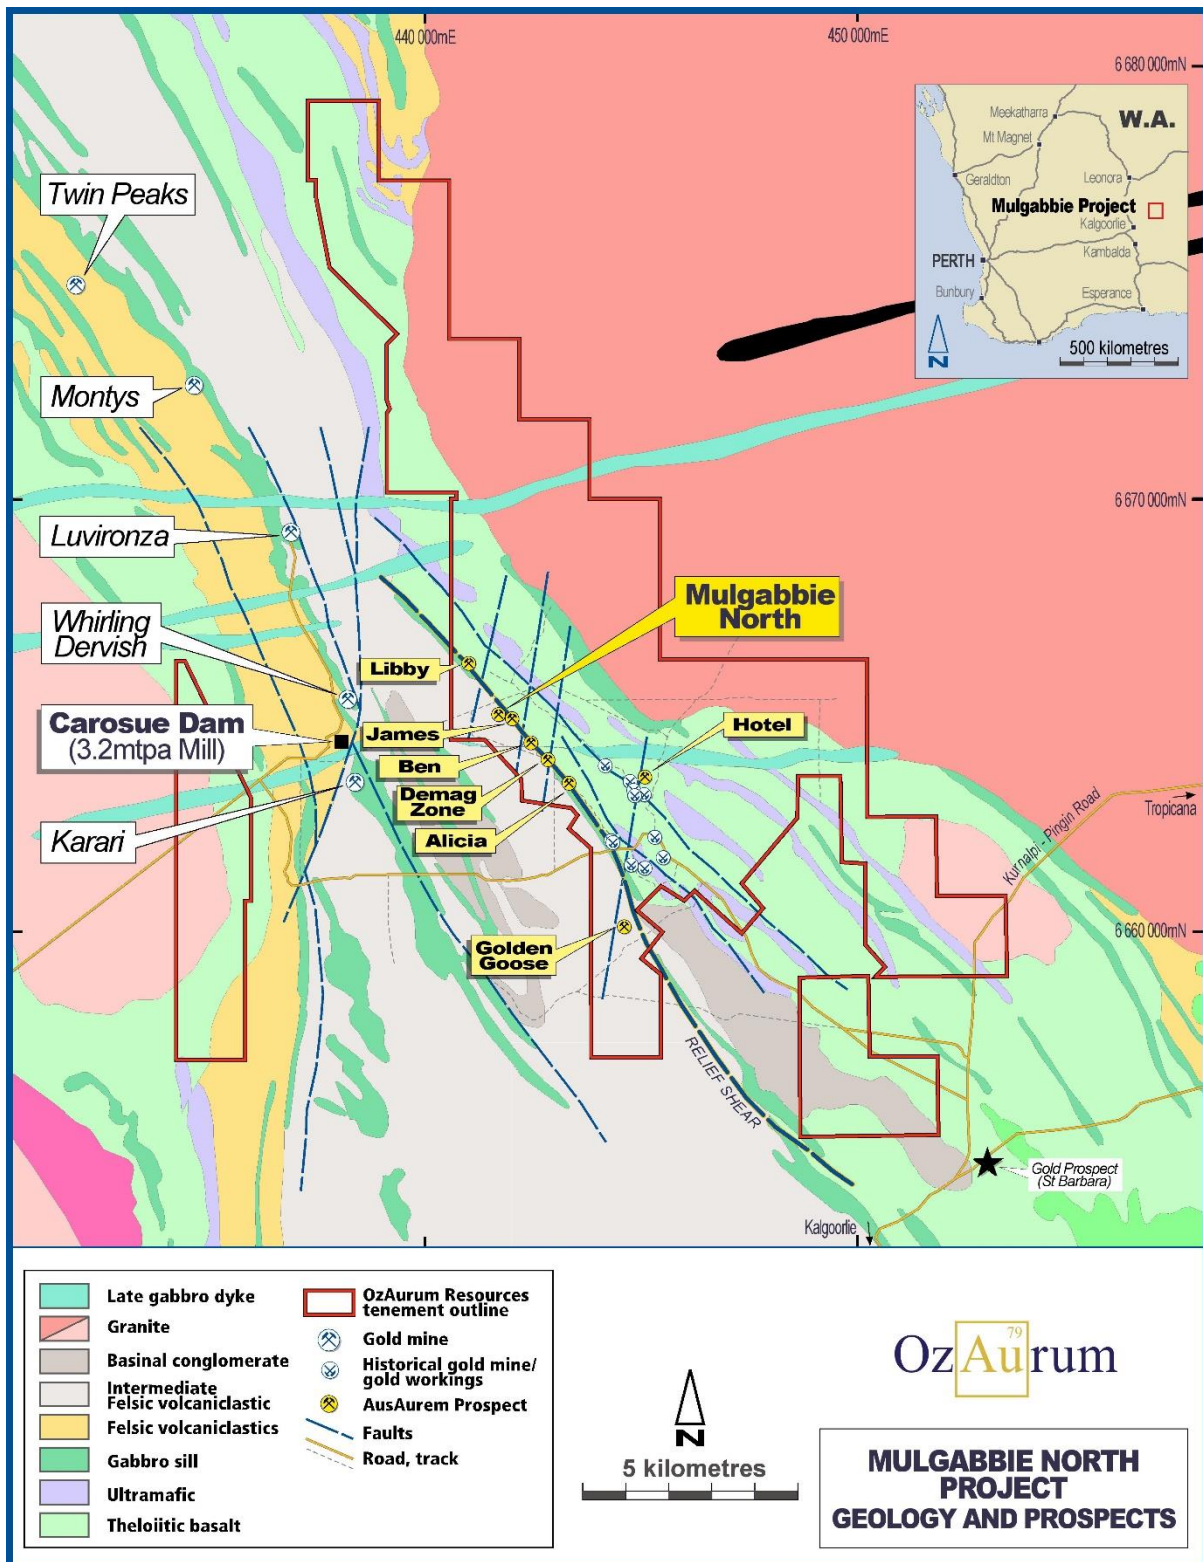 440 000mE
450 000mE
6 680 000mN
Meekatharra
W.A.
Mt Magnet
Geraldton
Leonora
Mulgabbie Project
Kalgoorlie
PERTH
Kambalda
Bunbury
Esperance
N
500 kilometres
Twin Peaks
Montys
6 670 000mN
Luvironza
Mulgabbie
North
Whirling
Dervish
Libby
Carosue Dam
(3.2mtpa Mill)
James
Hotel
Ben
Demag
Zone
Karari
Alicia
Kurnalpi - Pingin Road
Tropicana
Golden
Goose
6 660 000mN
RELIEF SHEAR
Gold Prospect
(St Barbara)
Kalgoorlie
Late gabbro dyke
Granite
Basinal conglomerate
Intermediate
Felsic volcaniclastic
Felsic volcaniclastics
Gabbro sill
Ultramafic
Theloiitic basalt
OzAurum Resources
tenement outline
Gold mine
Historical gold mine/
gold workings
AusAurem Prospect
Faults
Road, track
N
5 kilometres
79
OzAurum
MULGABBIE NORTH
PROJECT
GEOLOGY AND PROSPECTS